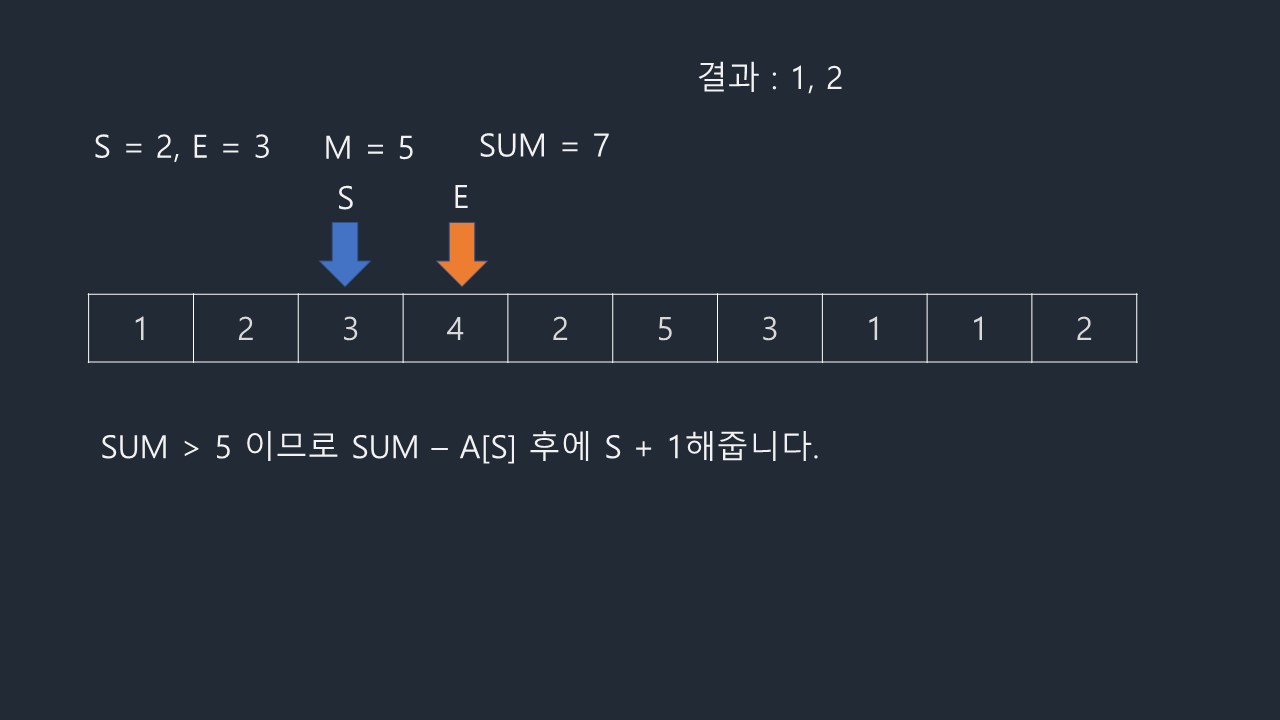 결과 : 1, 2
S = 2, E = 3 M = 5 SUM = 7
S E
1 2 3 4 2 5 3 1 1 2
SUM > 5 이므로 SUM – A[S] 후에 S + 1해줍니다.